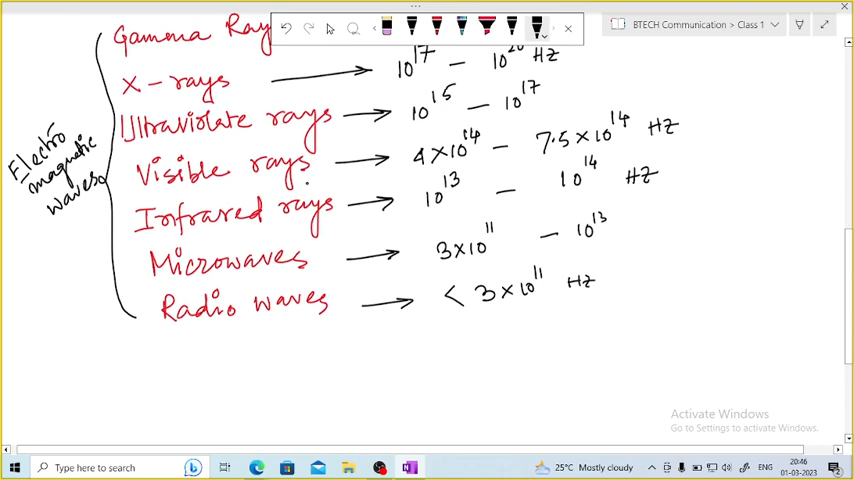 BTECH Communication > Class 1
Gamema Ray
X-rays → 10^17 - 10^20 Hz
Ultraviolate rays → 10^15 - 10^17
Visible rays → 4×10^14 - 7.5×10^14 Hz
Infrared rays → 10^13 - 10^14 Hz
Microwaves → 3×10^11 - 10^13
Radio waves → < 3×10^11 Hz
Electro
magnetic
waves
Activate Windows
Go to Settings to activate Windows.
Type here to search
25°C Mostly cloudy
ENG
20:46
01-03-2023
2